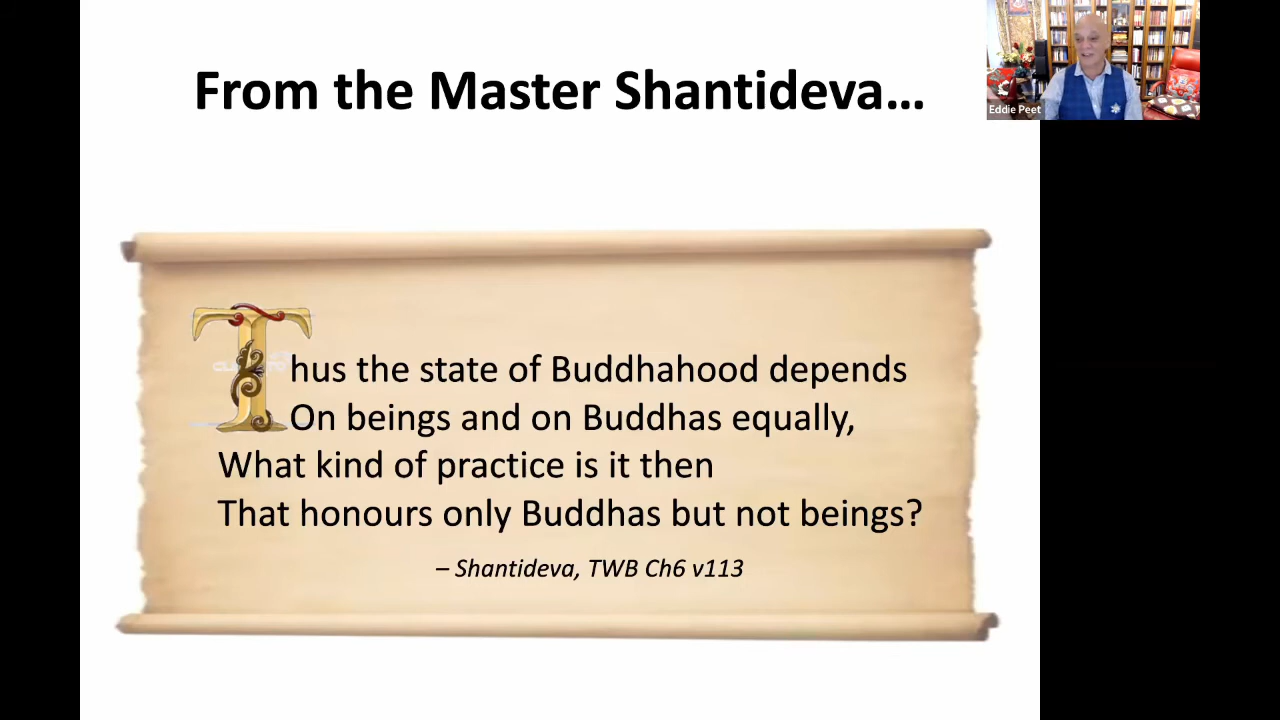 From the Master Shantideva...
Eddie Peet
Thus the state of Buddhahood depends
On beings and on Buddhas equally,
What kind of practice is it then
That honours only Buddhas but not beings?
– Shantideva, TWB Ch6 v113